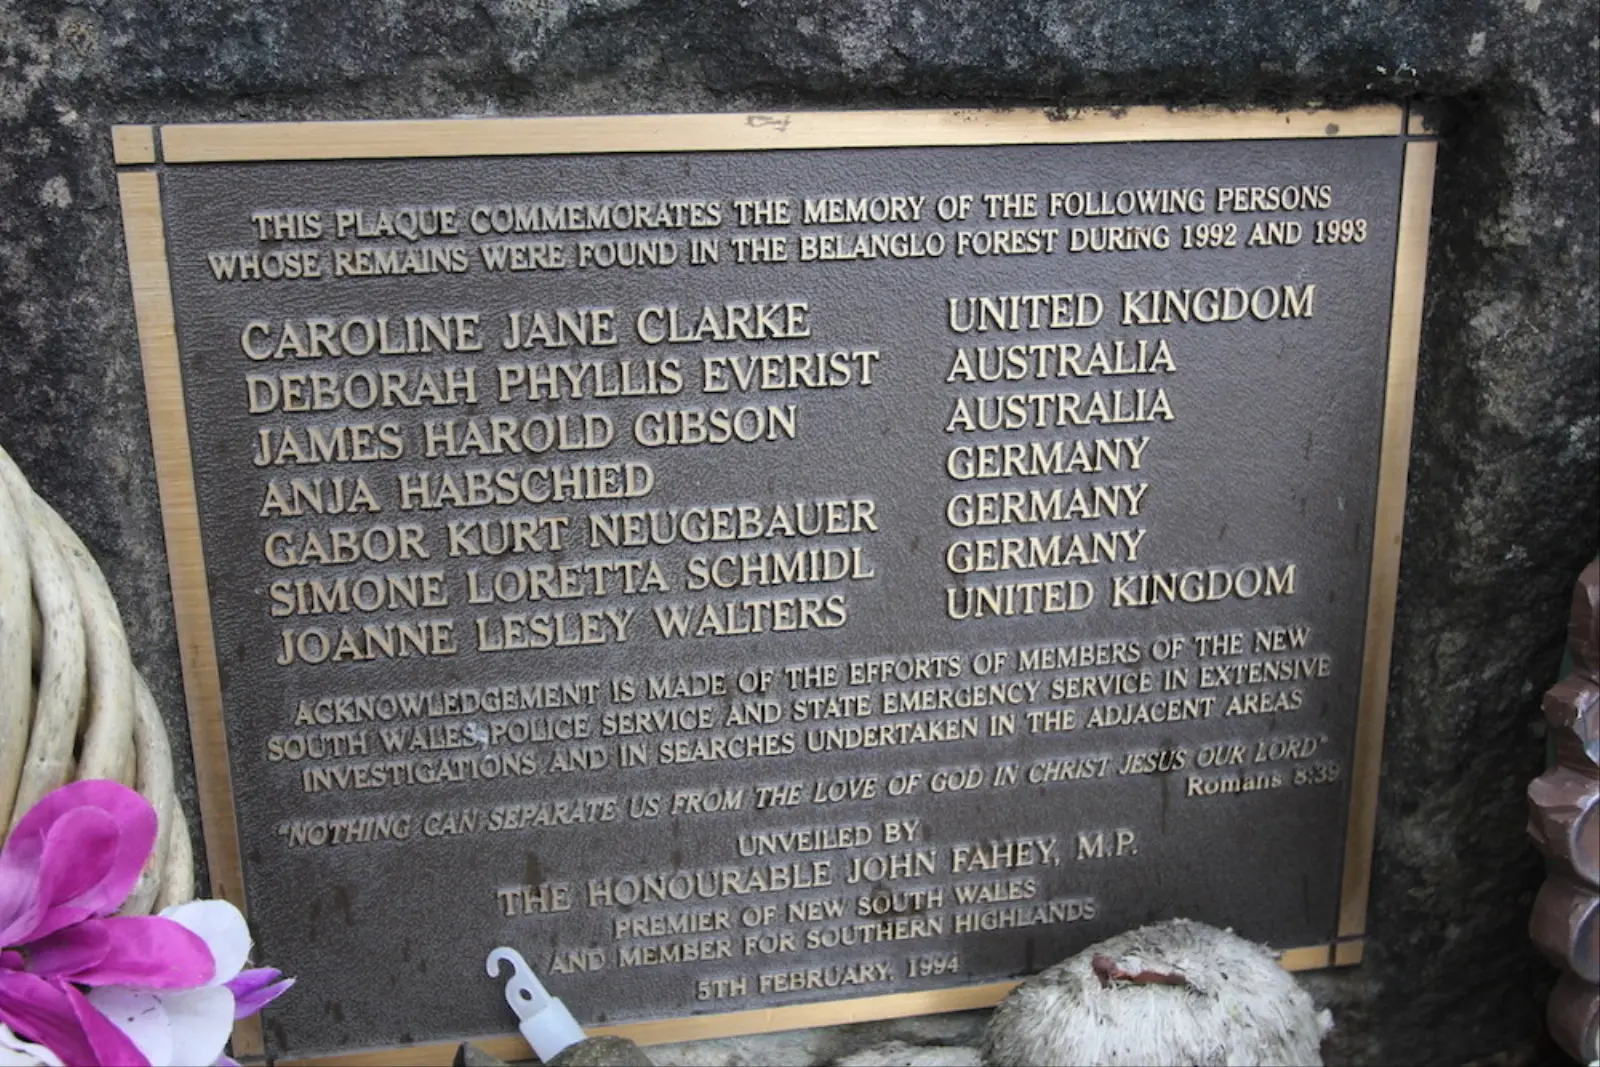 THIS PLAQUE COMMEMORATES THE MEMORY OF THE FOLLOWING PERSONS
WHOSE REMAINS WERE FOUND IN THE BELANGLO FOREST DURING 1992 AND 1993
CAROLINE JANE CLARKE UNITED KINGDOM
DEBORAH PHYLLIS EVERIST AUSTRALIA
JAMES HAROLD GIBSON AUSTRALIA
ANJA HABSCHIED GERMANY
GABOR KURT NEUGEBAUER GERMANY
SIMONE LORETTA SCHMIDL GERMANY
JOANNE LESLEY WALTERS UNITED KINGDOM
ACKNOWLEDGEMENT IS MADE OF THE EFFORTS OF MEMBERS OF THE NEW
SOUTH WALES POLICE SERVICE AND STATE EMERGENCY SERVICE IN EXTENSIVE
INVESTIGATIONS AND IN SEARCHES UNDERTAKEN IN THE ADJACENT AREAS
"NOTHING CAN SEPARATE US FROM THE LOVE OF GOD IN CHRIST JESUS OUR LORD"
Romans 8:39
UNVEILED BY
THE HONOURABLE JOHN FAHEY, M.P.
PREMIER OF NEW SOUTH WALES
AND MEMBER FOR SOUTHERN HIGHLANDS
5TH FEBRUARY, 1994